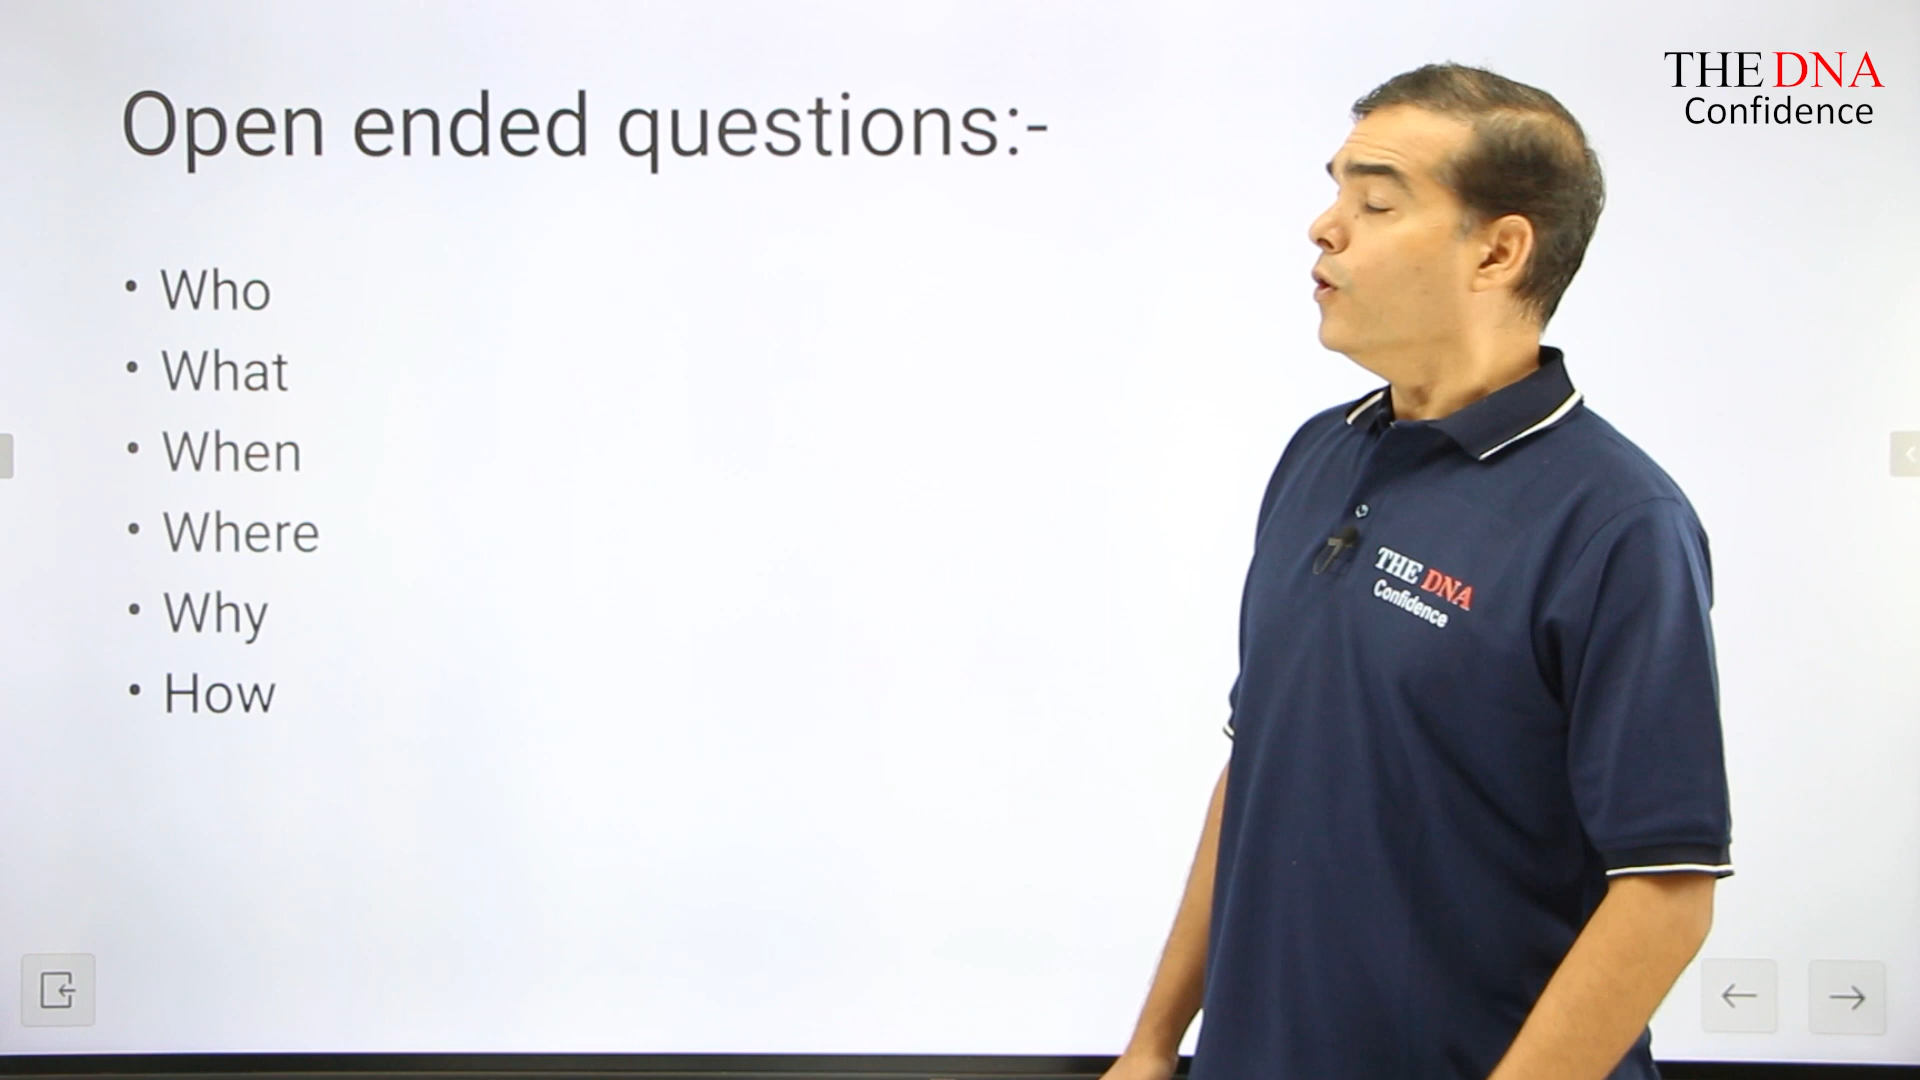 Open ended questions:-
• Who
• What
• When
• Where
• Why
• How
THE DNA
Confidence
THE DNA
Confidence